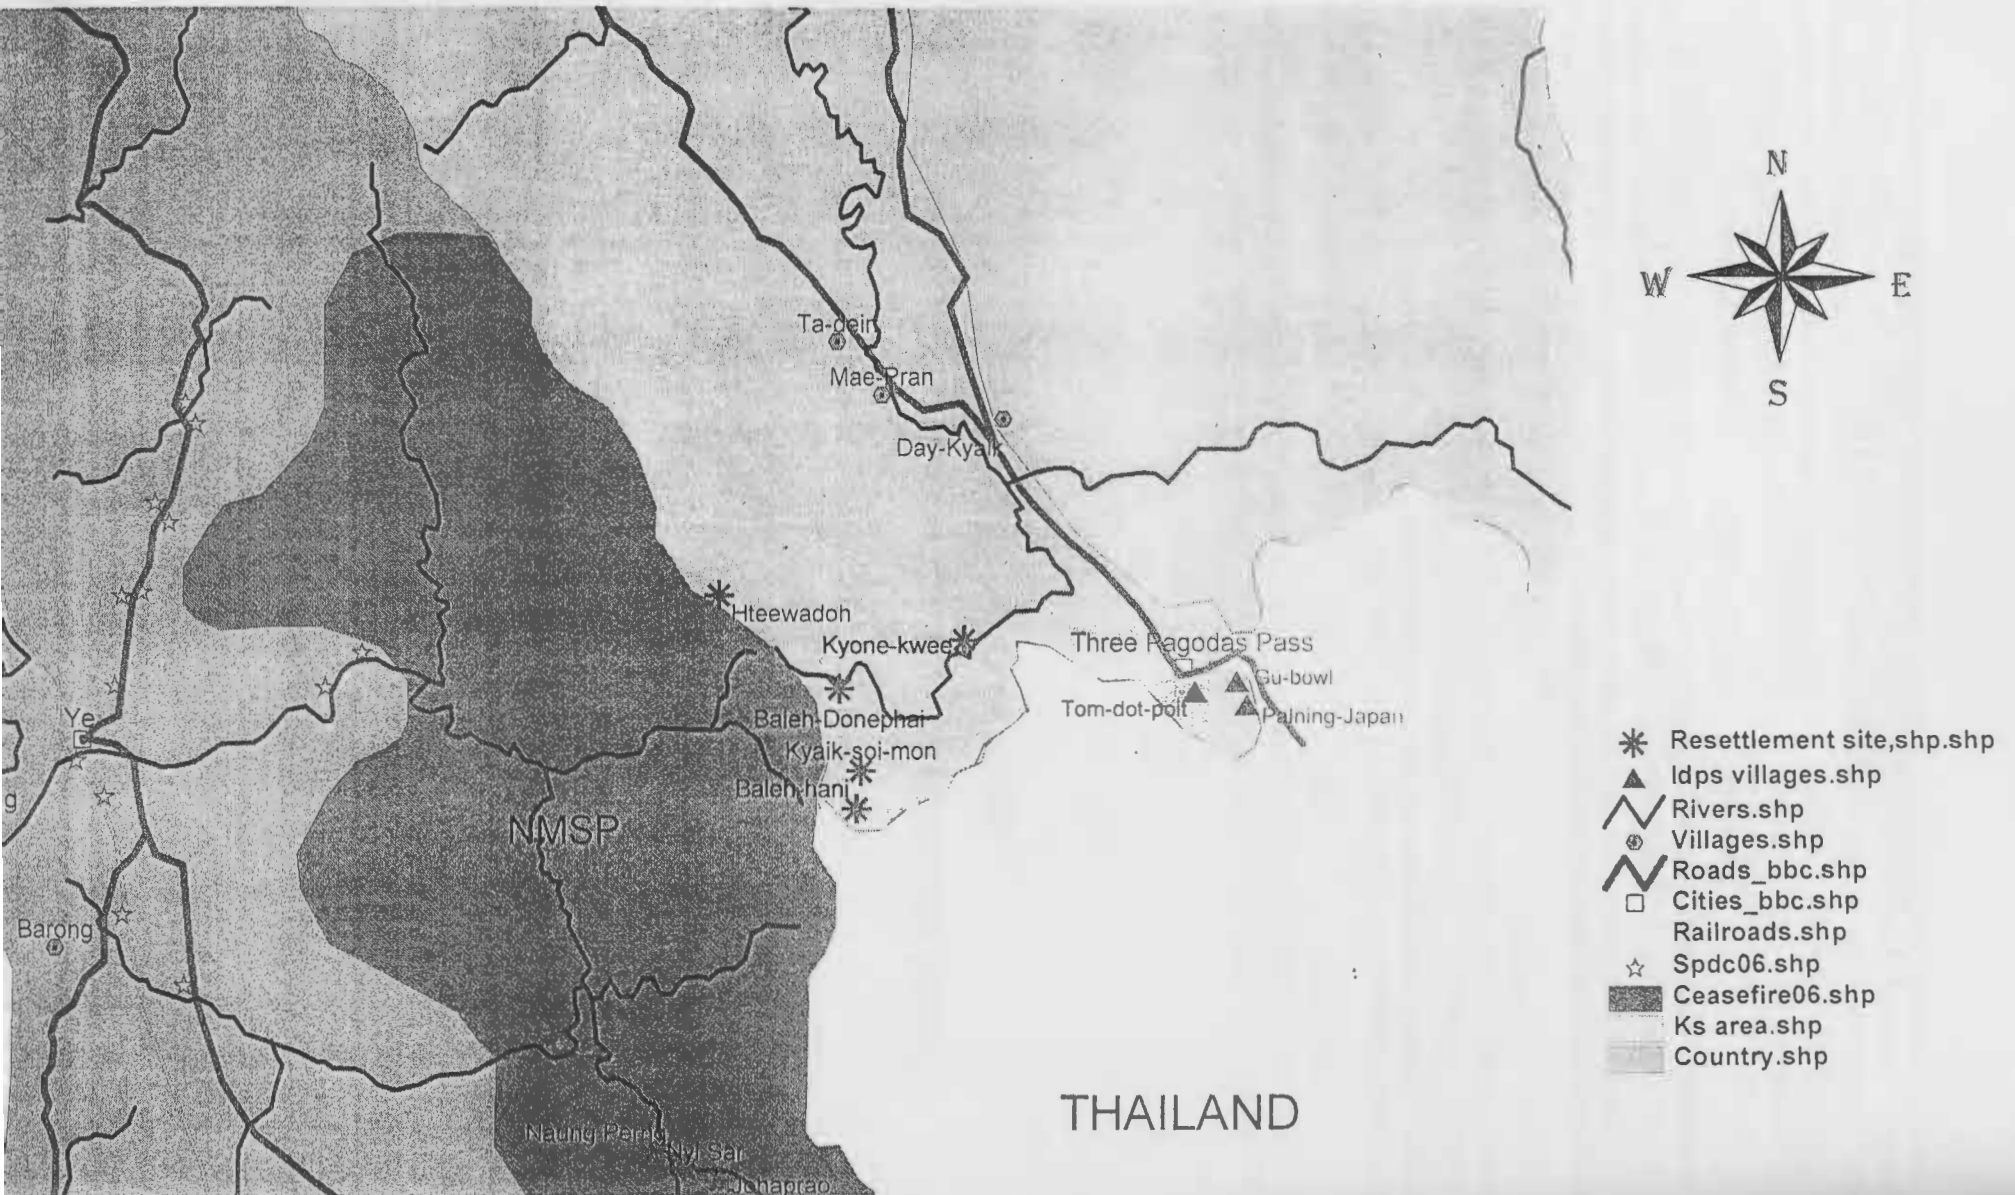 N
W
E
S
Ta-dein
Mae-Pran
Day-Kyaik
Hteewadoh
Kyone-kwee
Three Pagodas Pass
Gu-bowl
Tom-dot-polt
Palning-Japan
Baleh-Donephai
Kyaik-soi-mon
Baleh-hani
Ye
g
NMSP
Barong
THAILAND
Nyi Sar
Johaprao
Resettlement site,shp.shp
Idps villages.shp
Rivers.shp
Villages.shp
Roads_bbc.shp
Cities_bbc.shp
Railroads.shp
Spdc06.shp
Ceasefire06.shp
Ks area.shp
Country.shp